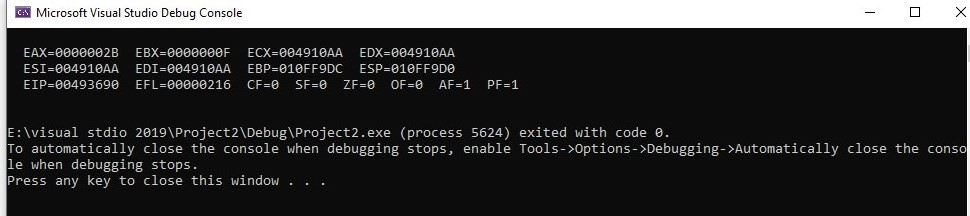 Microsoft Visual Studio Debug Console
EAX=0000002B EBX=0000000F ECX=004910AA EDX=004910AA
ESI=004910AA EDI=004910AA EBP=010FF9DC ESP=010FF9D0
EIP=00493690 EFL=00000216 CF=0 SF=0 ZF=0 OF=0 AF=1 PF=1
E:\visual stdio 2019\Project2\Debug\Project2.exe (process 5624) exited with code 0.
To automatically close the console when debugging stops, enable Tools->Options->Debugging->Automatically close the conso
le when debugging stops.
Press any key to close this window . . .